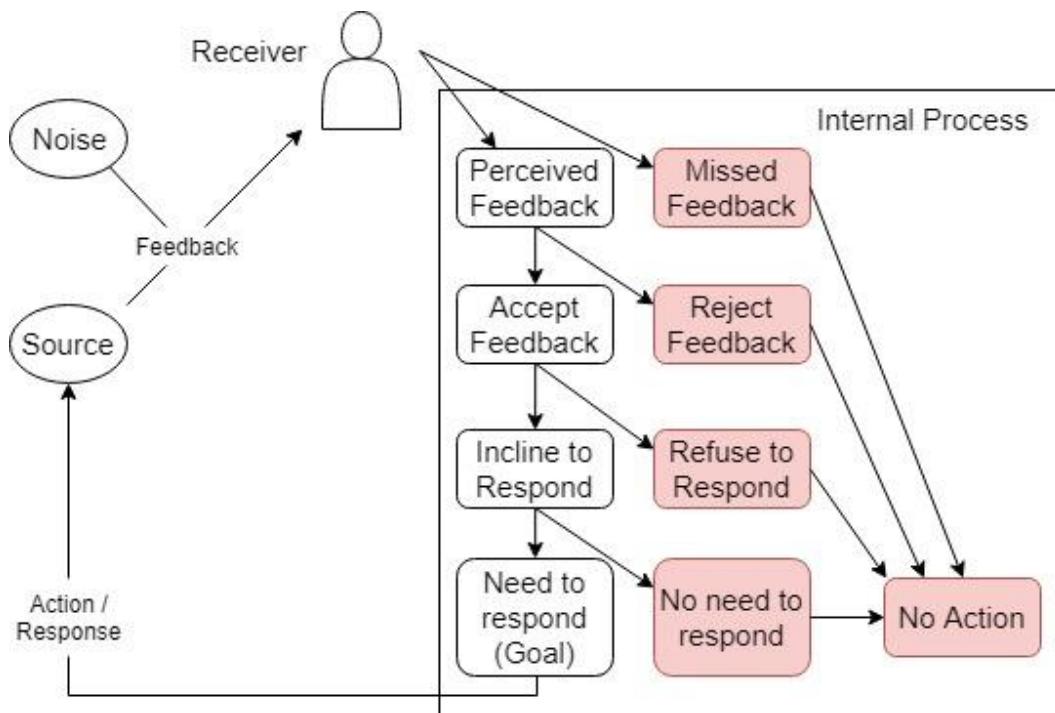 Receiver
Noise
Feedback
Source
Action /
Response
Internal Process
Perceived
Feedback
Missed
Feedback
Accept
Feedback
Reject
Feedback
Incline to
Respond
Refuse to
Respond
Need to
respond
(Goal)
No need to
respond
No Action